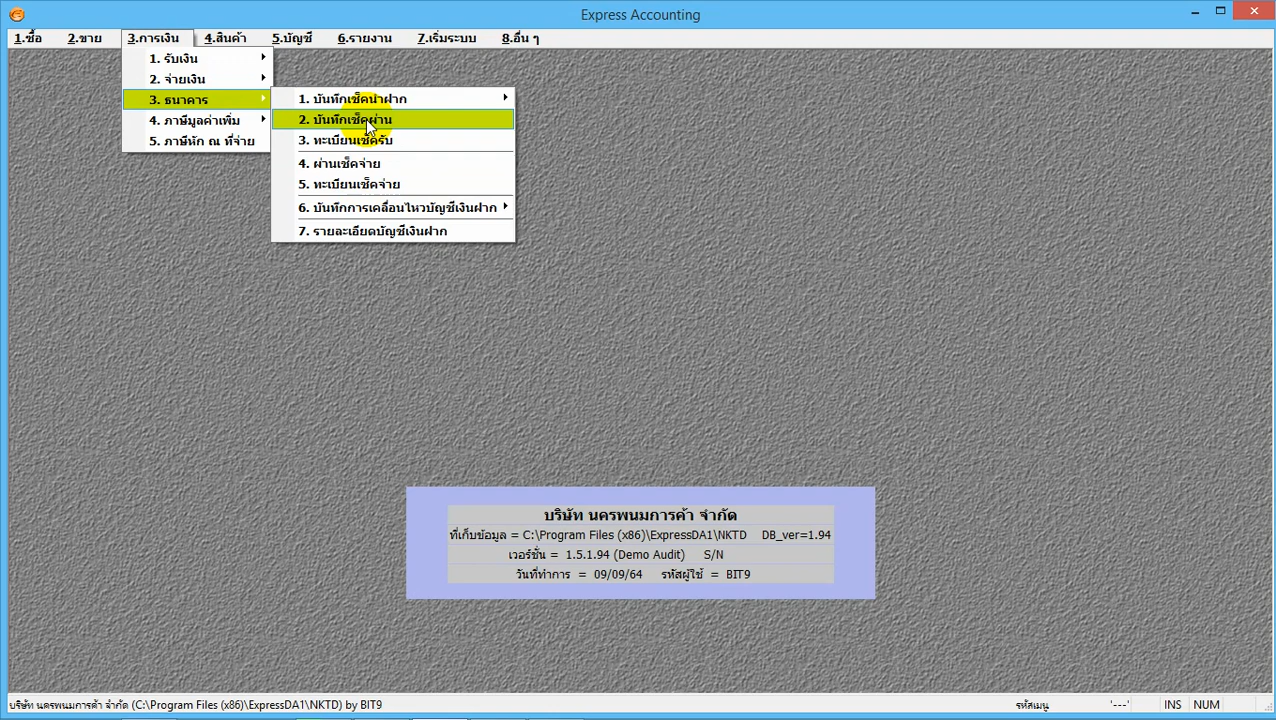 Express Accounting
1.ซื้อ 2.ขาย 3.การเงิน 4.สินค้า 5.บัญชี 6.รายงาน 7.เริ่มระบบ 8.อื่น ๆ
1. รับเงิน
2. จ่ายเงิน
3. ธนาคาร
4. ภาษีมูลค่าเพิ่ม
5. ภาษีหัก ณ ที่จ่าย
1. บันทึกเช็คนำฝาก
2. บันทึกเช็คผ่าน
3. ทะเบียนเช็ครับ
4. ผ่านเช็คจ่าย
5. ทะเบียนเช็คจ่าย
6. บันทึกการเคลื่อนไหวบัญชีเงินฝาก
7. รายละเอียดบัญชีเงินฝาก
บริษัท นครพนมการค้า จำกัด
ที่เก็บข้อมูล = C:\Program Files (x86)\ExpressDA1\NKTD DB_ver=1.94
เวอร์ชั่น = 1.5.1.94 (Demo Audit) S/N
วันที่ทำการ = 09/09/64 รหัสผู้ใช้ = BIT9
บริษัท นครพนมการค้า จำกัด (C:\Program Files (x86)\ExpressDA1\NKTD) by BIT9 รหัสเมนู '---' INS NUM